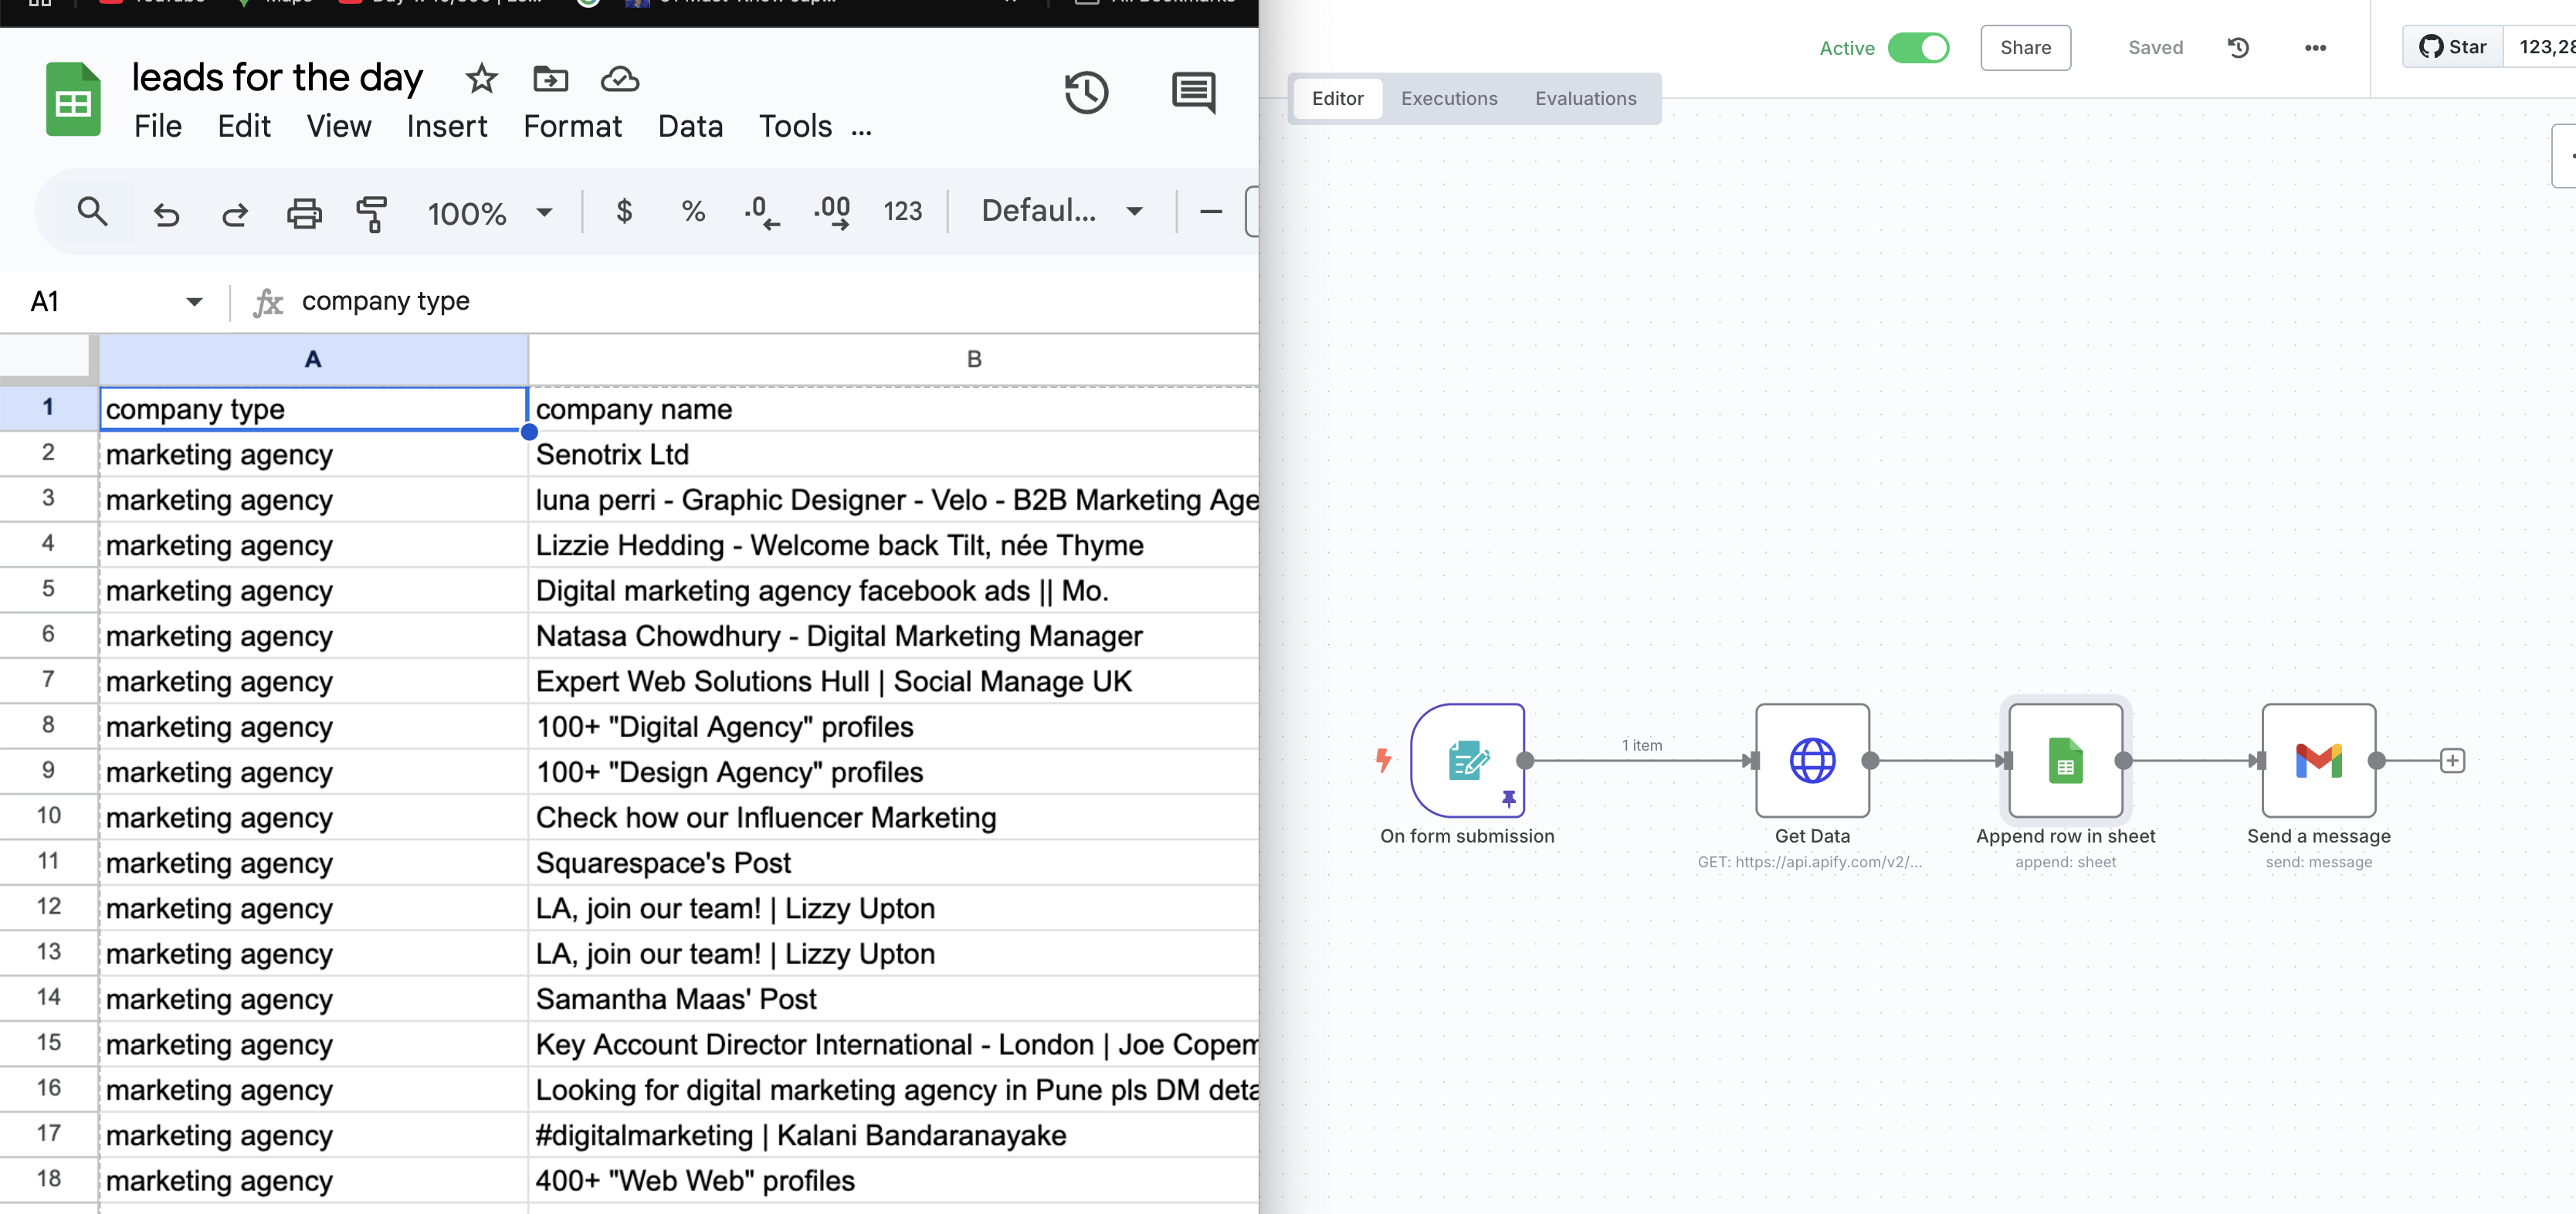 All Bookmarks
leads for the day
File Edit View Insert Format Data Tools ...
100% $ % .0 .00 123 Defaul...
A1 fx company type
A B
1 company type company name
2 marketing agency Senotrix Ltd
3 marketing agency luna perri - Graphic Designer - Velo - B2B Marketing Age
4 marketing agency Lizzie Hedding - Welcome back Tilt, née Thyme
5 marketing agency Digital marketing agency facebook ads || Mo.
6 marketing agency Natasa Chowdhury - Digital Marketing Manager
7 marketing agency Expert Web Solutions Hull | Social Manage UK
8 marketing agency 100+ "Digital Agency" profiles
9 marketing agency 100+ "Design Agency" profiles
10 marketing agency Check how our Influencer Marketing
11 marketing agency Squarespace's Post
12 marketing agency LA, join our team! | Lizzy Upton
13 marketing agency LA, join our team! | Lizzy Upton
14 marketing agency Samantha Maas' Post
15 marketing agency Key Account Director International - London | Joe Copem
16 marketing agency Looking for digital marketing agency in Pune pls DM deta
17 marketing agency #digitalmarketing | Kalani Bandaranayake
18 marketing agency 400+ "Web Web" profiles
Active Share Saved ... Star 123,28
Editor Executions Evaluations
1 item
On form submission
Get Data
GET: https://api.apify.com/v2/...
Append row in sheet
append: sheet
Send a message
send: message